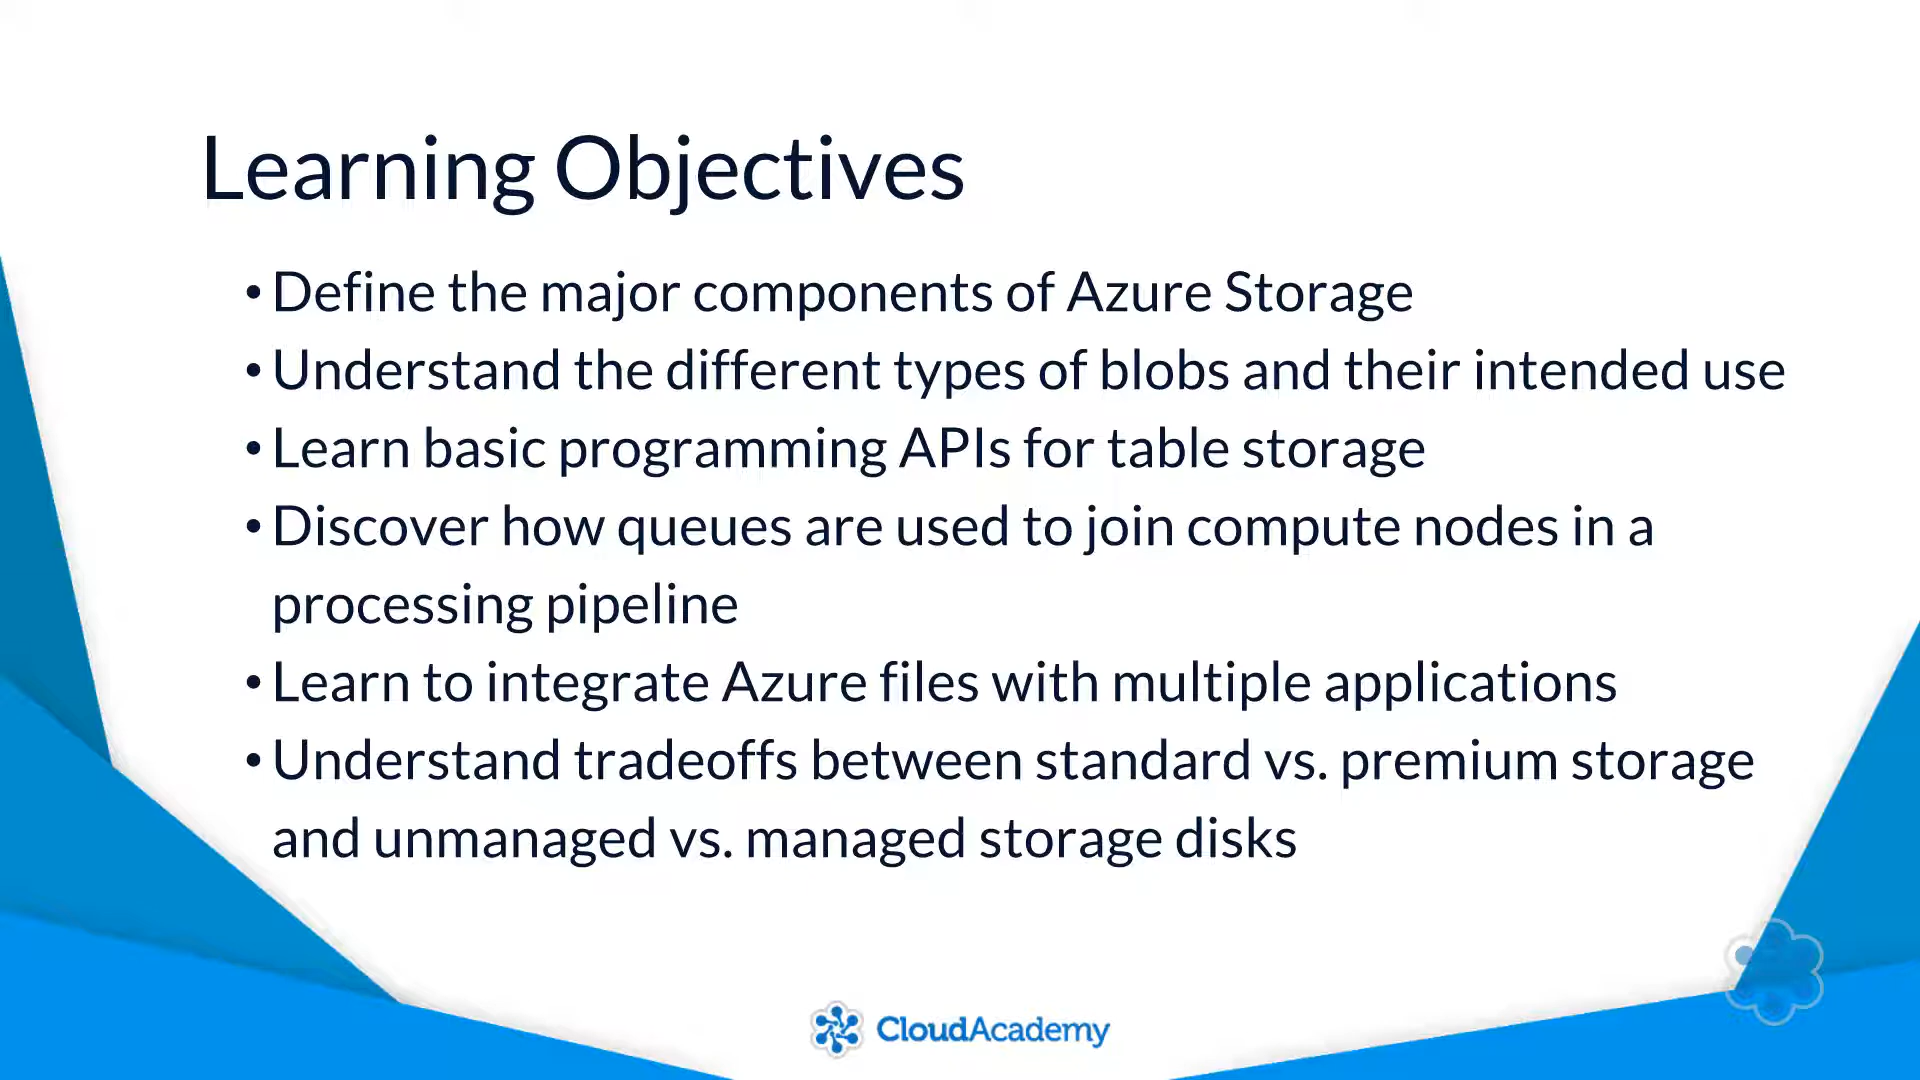 Learning Objectives
• Define the major components of Azure Storage
• Understand the different types of blobs and their intended use
• Learn basic programming APIs for table storage
• Discover how queues are used to join compute nodes in a
processing pipeline
• Learn to integrate Azure files with multiple applications
• Understand tradeoffs between standard vs. premium storage
and unmanaged vs. managed storage disks
CloudAcademy